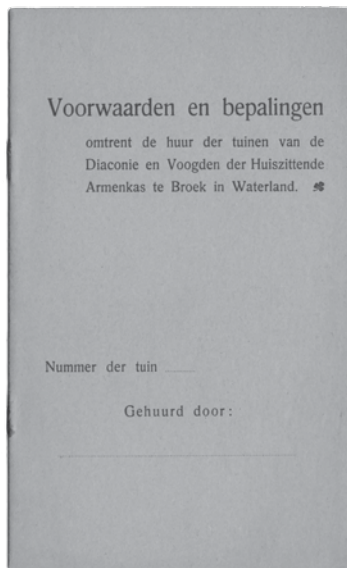 Voorwaarden en bepalingen
omtrent de huur der tuinen van de
Diaconie en Voogden der Huiszittende
Armenkas te Broek in Waterland.
Nummer der tuin
Gehuurd door: